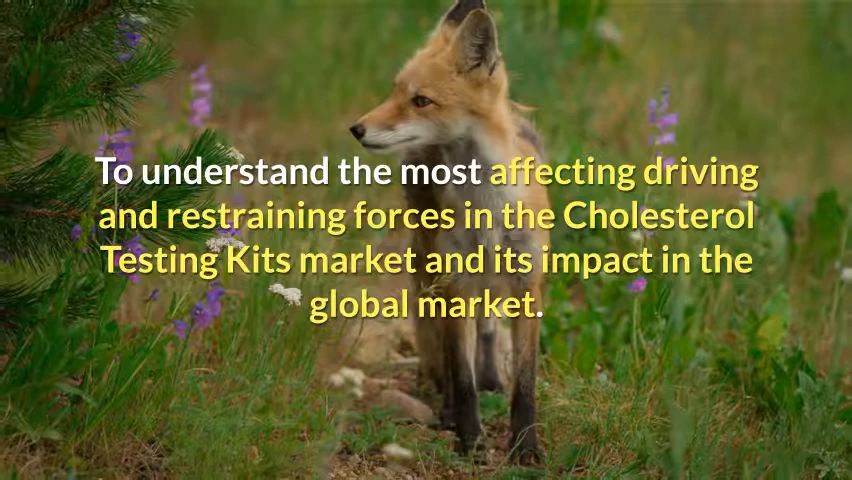 To understand the most affecting driving
and restraining forces in the Cholesterol
Testing Kits market and its impact in the
global market.